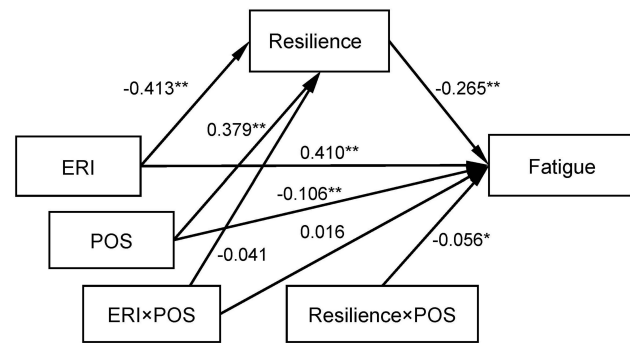 Resilience
-0.413**
-0.265**
0.379**
0.410**
ERI
Fatigue
-0.106**
POS
0.016
-0.041
-0.056*
ERI×POS
Resilience×POS